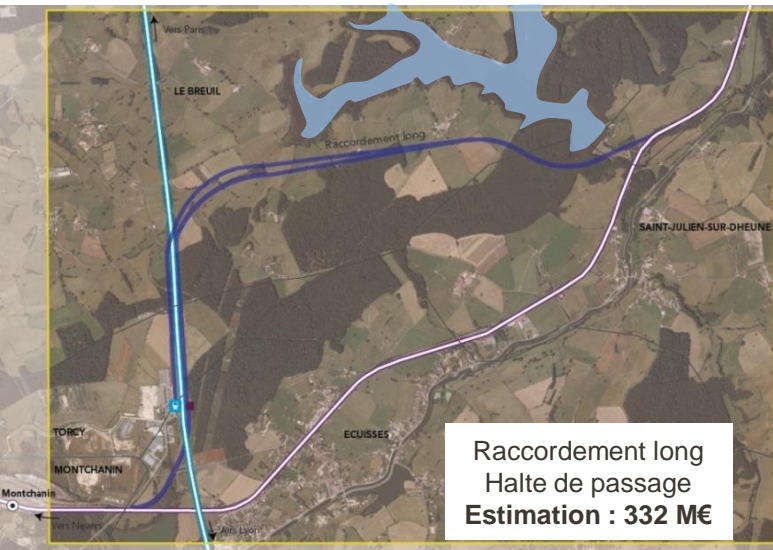 Vers Paris
LE BREUIL
Raccordement long
SAINT-JULIEN-SUR-DHEUNE
TORCY
ECUISSES
MONTCHANIN
Montchanin
Vers Nevers
Vers Lyon
Raccordement long
Halte de passage
Estimation : 332 M€